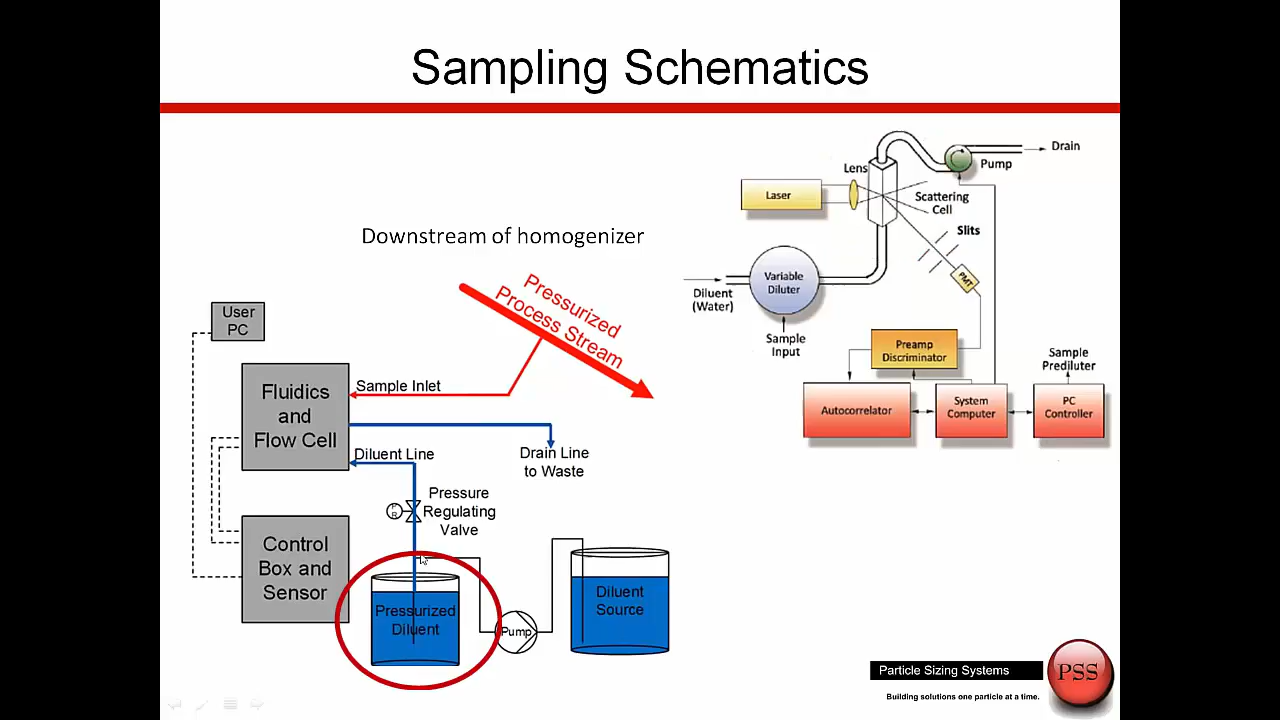 Sampling Schematics
Downstream of homogenizer
Pressurized
Process Stream
User
PC
Fluidics
and
Flow Cell
Sample Inlet
Drain Line
to Waste
Diluent Line
Pressure
Regulating
Valve
P
R
Control
Box and
Sensor
Pressurized
Diluent
Pump
Diluent
Source
Drain
Pump
Lens
Laser
Scattering
Cell
Slits
PMT
Variable
Diluter
Diluent
(Water)
Sample
Input
Preamp
Discriminator
Sample
Prediluter
Autocorrelator
System
Computer
PC
Controller
Particle Sizing Systems
PSS
Building solutions one particle at a time.